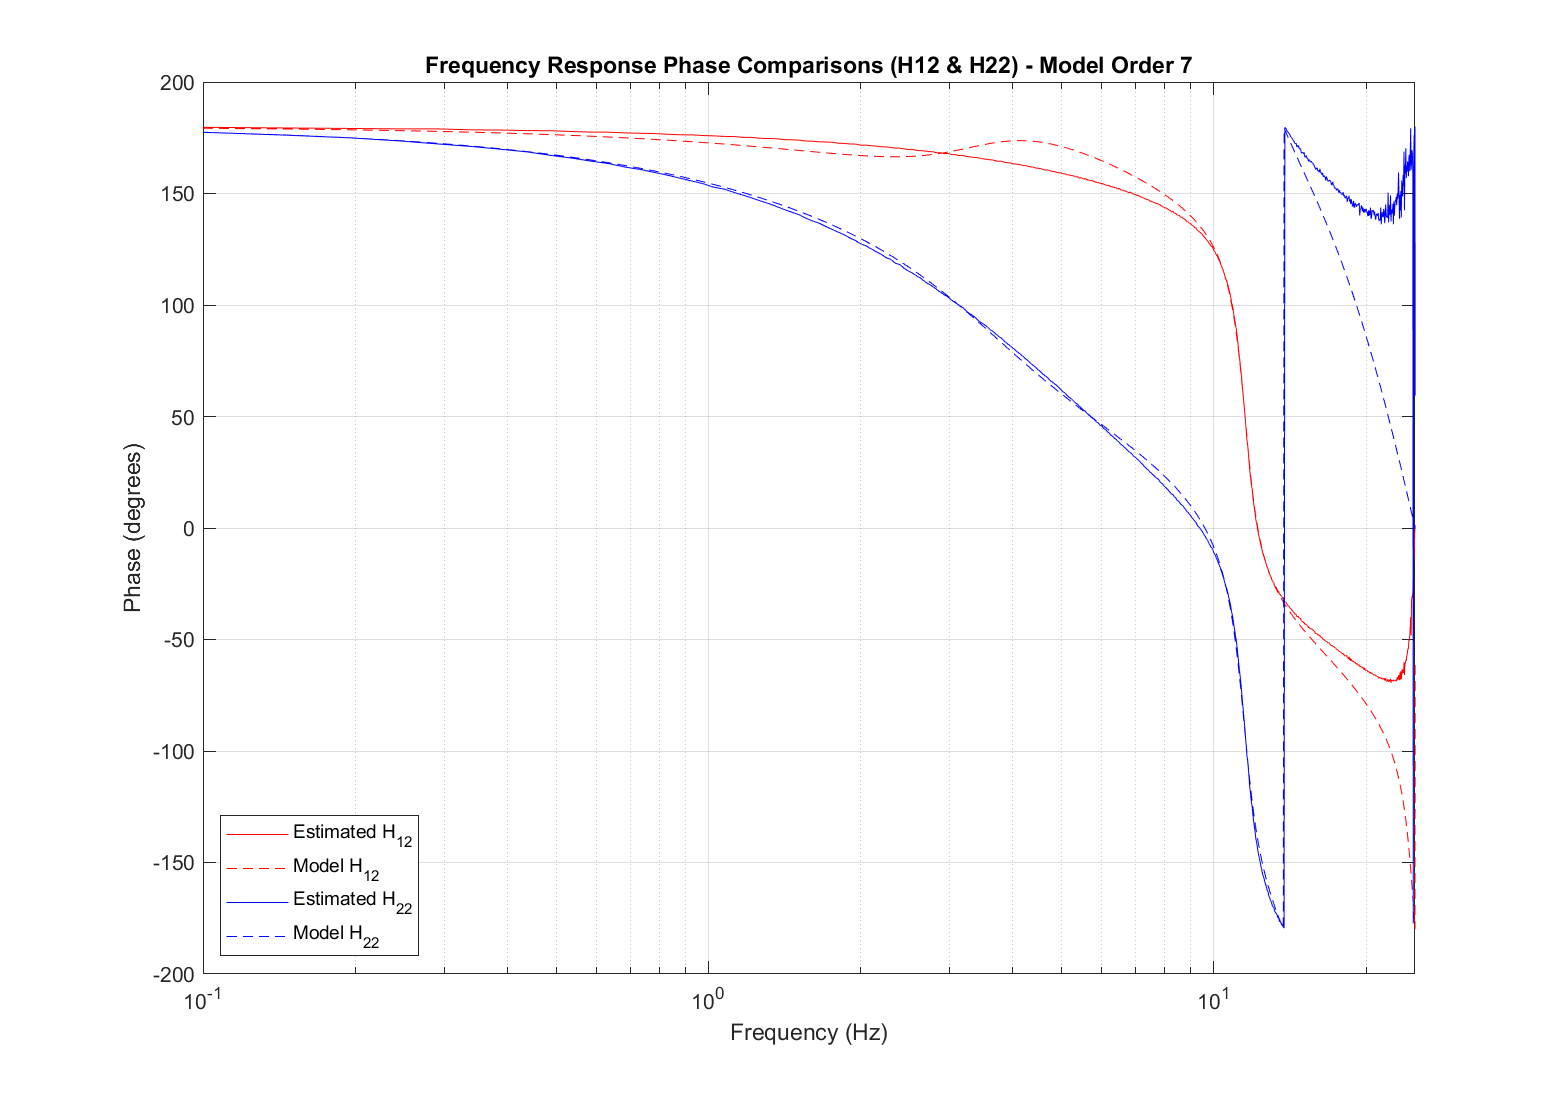 Frequency Response Phase Comparisons (H12 & H22) - Model Order 7
200
150
100
50
0
-50
-100
-150
-200
Phase (degrees)
Estimated H12
Model H12
Estimated H22
Model H22
10-1
100
101
Frequency (Hz)